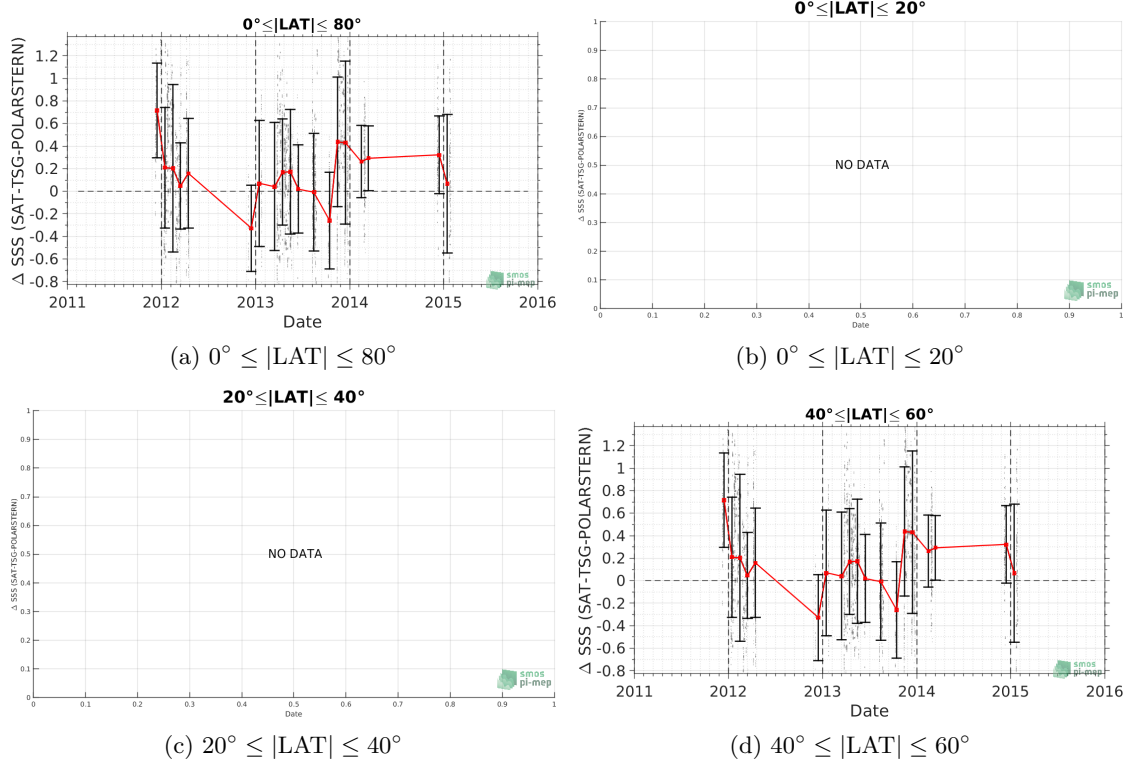 0°≤|LAT|≤ 80°
Δ SSS (SAT-TSG-POLARSTERN)
1.2
1
0.8
0.6
0.4
0.2
0
-0.2
-0.4
-0.6
-0.8
2011 2012 2013 2014 2015 2016
Date
smos
pi-mep
(a) 0° ≤ |LAT| ≤ 80°
0°≤|LAT|≤ 20°
Δ SSS (SAT-TSG-POLARSTERN)
1
0.9
0.8
0.7
0.6
0.5
0.4
0.3
0.2
0.1
0
NO DATA
0 0.1 0.2 0.3 0.4 0.5 0.6 0.7 0.8 0.9 1
Date
smos
pi-mep
(b) 0° ≤ |LAT| ≤ 20°
20°≤|LAT|≤ 40°
Δ SSS (SAT-TSG-POLARSTERN)
1
0.9
0.8
0.7
0.6
0.5
0.4
0.3
0.2
0.1
0
NO DATA
0 0.1 0.2 0.3 0.4 0.5 0.6 0.7 0.8 0.9 1
Date
smos
pi-mep
(c) 20° ≤ |LAT| ≤ 40°
40°≤|LAT|≤ 60°
Δ SSS (SAT-TSG-POLARSTERN)
1.2
1
0.8
0.6
0.4
0.2
0
-0.2
-0.4
-0.6
-0.8
2011 2012 2013 2014 2015 2016
Date
smos
pi-mep
(d) 40° ≤ |LAT| ≤ 60°